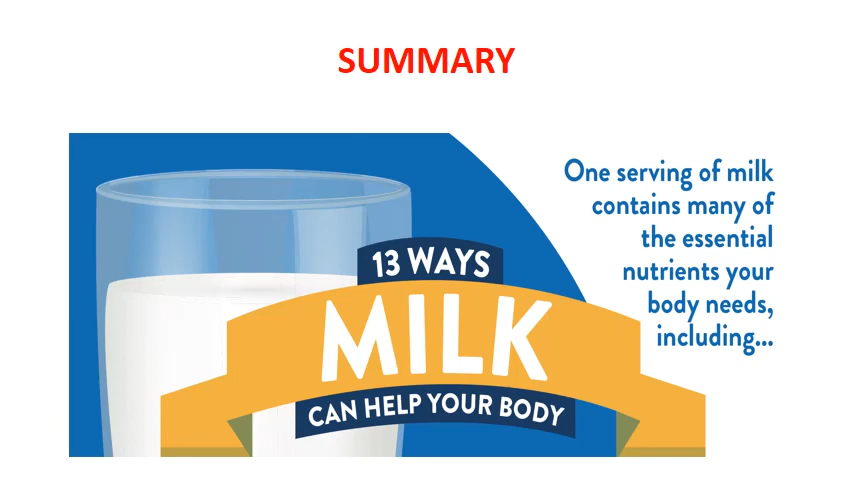 SUMMARY
13 WAYS
MILK
CAN HELP YOUR BODY
One serving of milk
contains many of
the essential
nutrients your
body needs,
including...